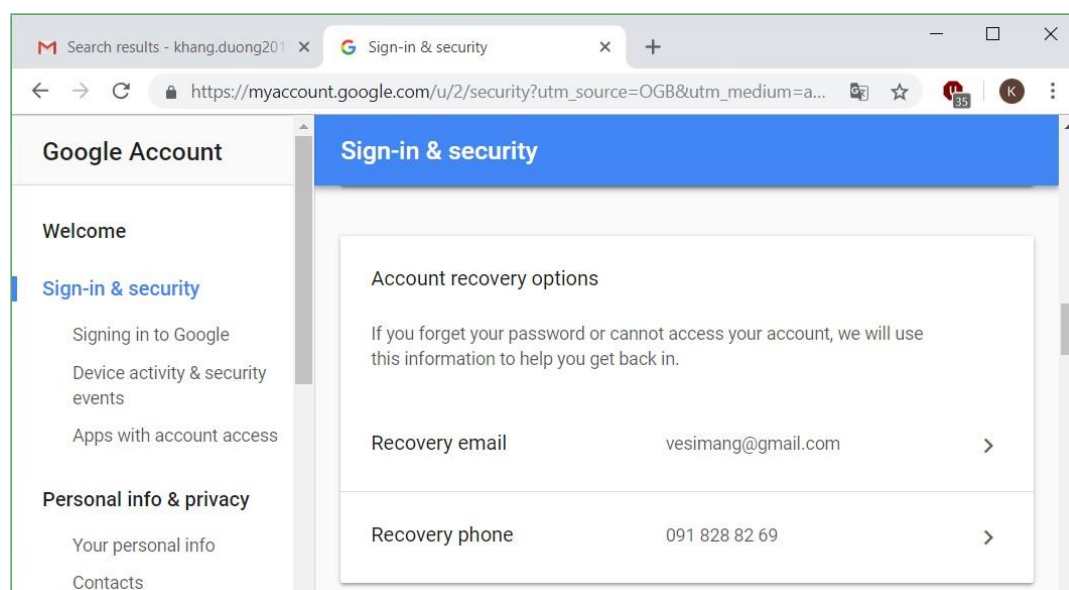 Search results - khang.duong201
Sign-in & security
https://myaccount.google.com/u/2/security?utm_source=OGB&utm_medium=a...
35
K
Google Account
Sign-in & security
Welcome
Sign-in & security
Signing in to Google
Device activity & security
events
Apps with account access
Personal info & privacy
Your personal info
Contacts
Account recovery options
If you forget your password or cannot access your account, we will use
this information to help you get back in.
Recovery email
vesimang@gmail.com
Recovery phone
091 828 82 69